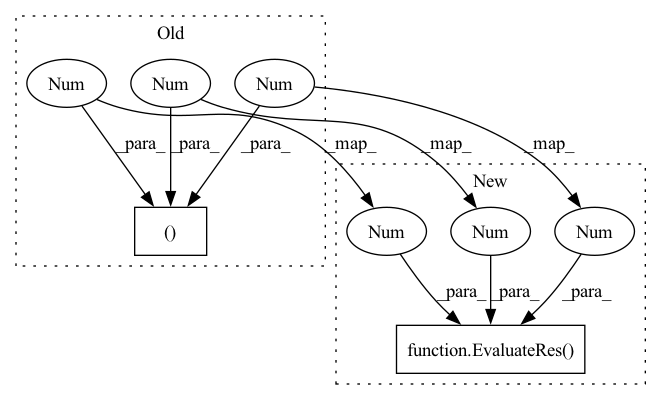 Old
Num Num Num
_para_ _para_ _para_ _map_ _map_ _map_
New
()
Num Num Num
_para_ _para_ _para_
function.EvaluateRes()